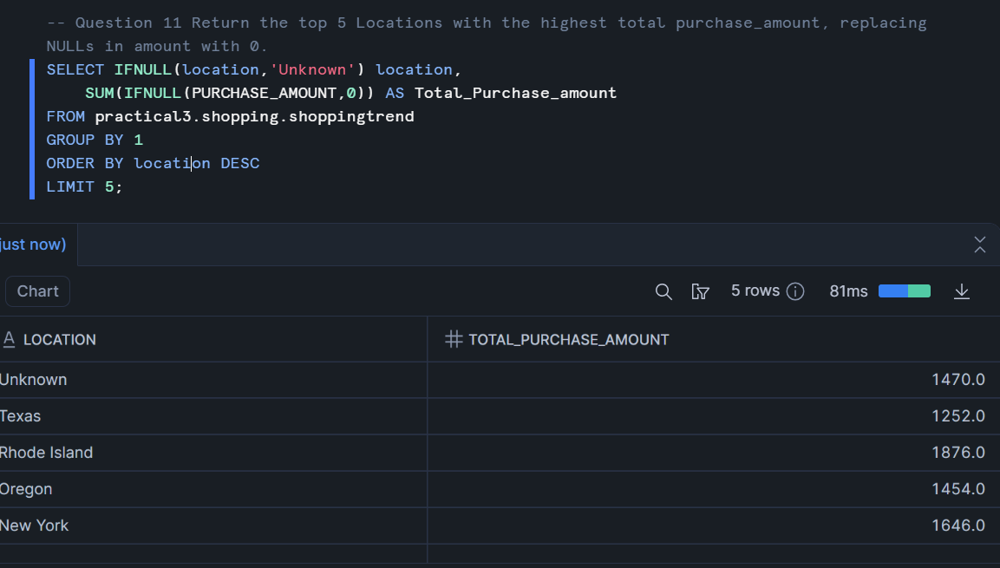 -- Question 11 Return the top 5 Locations with the highest total purchase_amount, replacing
NULLs in amount with 0.
SELECT IFNULL(location,'Unknown') location,
SUM(IFNULL(PURCHASE_AMOUNT,0)) AS Total_Purchase_amount
FROM practical3.shopping.shoppingtrend
GROUP BY 1
ORDER BY location DESC
LIMIT 5;
just now)
Chart
5 rows 81ms
A LOCATION # TOTAL_PURCHASE_AMOUNT
Unknown 1470.0
Texas 1252.0
Rhode Island 1876.0
Oregon 1454.0
New York 1646.0